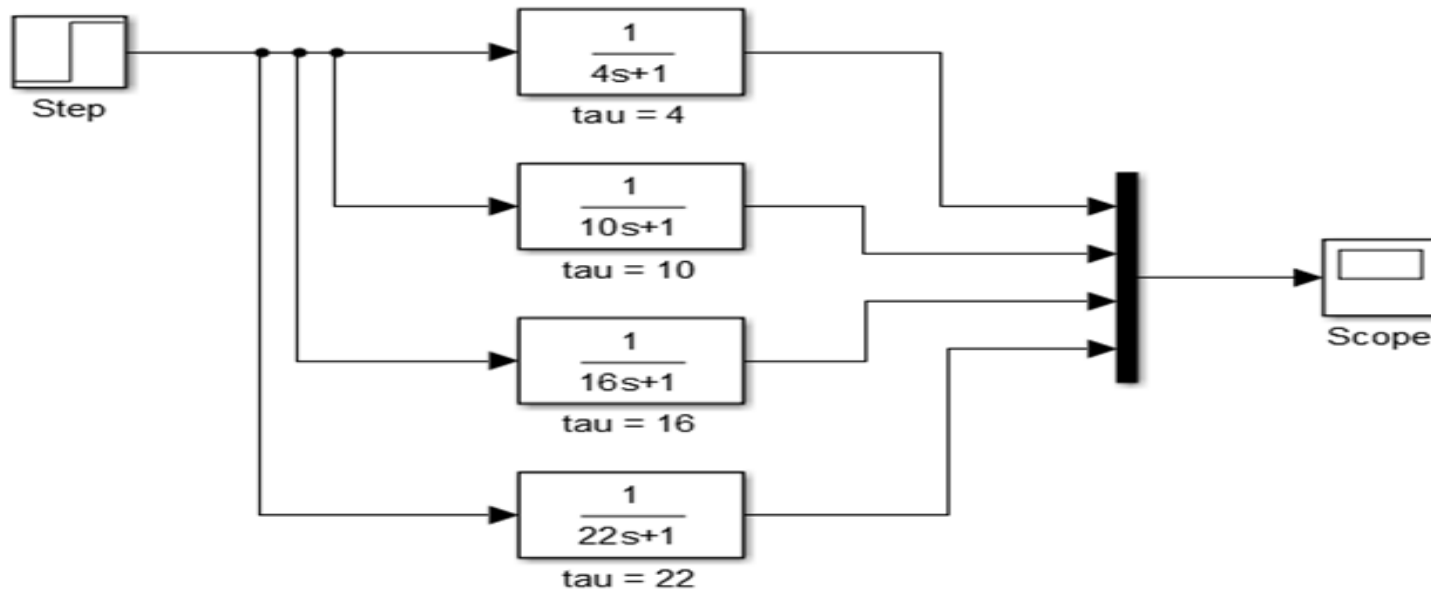 Step
1
4s+1
tau = 4
1
10s+1
tau = 10
1
16s+1
tau = 16
1
22s+1
tau = 22
Scope